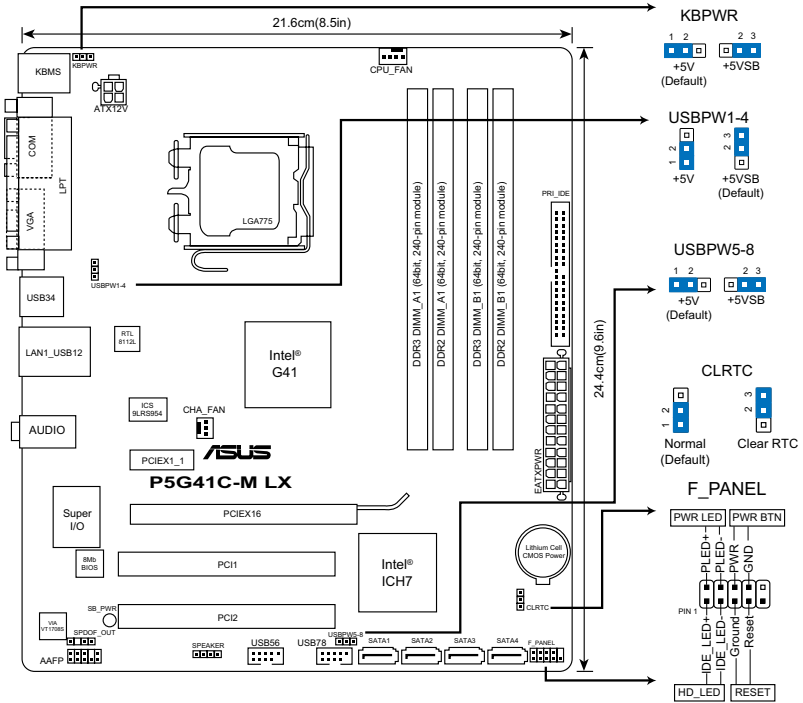 21.6cm(8.5in)
KBPWR
1 2
2 3
+5V
(Default)
+5VSB
USBPW1-4
1 2
2 3
+5V
+5VSB
(Default)
USBPW5-8
1 2
2 3
+5V
(Default)
+5VSB
CLRTC
1 2
2 3
Normal
(Default)
Clear RTC
F_PANEL
PWR LED
PWR BTN
PLED+
PLED-
PWR
GND
PIN 1
IDE_LED+
IDE_LED-
Ground
Reset
HD_LED
RESET
KBMS
KBPWR
ATX12V
CPU_FAN
COM
LPT
VGA
LGA775
DDR3 DIMM_A1 (64bit, 240-pin module)
DDR2 DIMM_A1 (64bit, 240-pin module)
DDR3 DIMM_B1 (64bit, 240-pin module)
DDR2 DIMM_B1 (64bit, 240-pin module)
PRI_IDE
24.4cm(9.6in)
USBPW1-4
USB34
LAN1_USB12
RTL
8112L
Intel®
G41
ICS
9LRS954
CHA_FAN
AUDIO
ASUS
PCIEX1_1
P5G41C-M LX
EATXPWR
Super
I/O
PCIEX16
8Mb
BIOS
PCI1
Intel®
ICH7
Lithium Cell
CMOS Power
CLRTC
VIA
VT1708S
SB_PWR
PCI2
SPDOF_OUT
AAFP
SPEAKER
USB56
USB78
USBPW5-8
SATA1
SATA2
SATA3
SATA4
F_PANEL